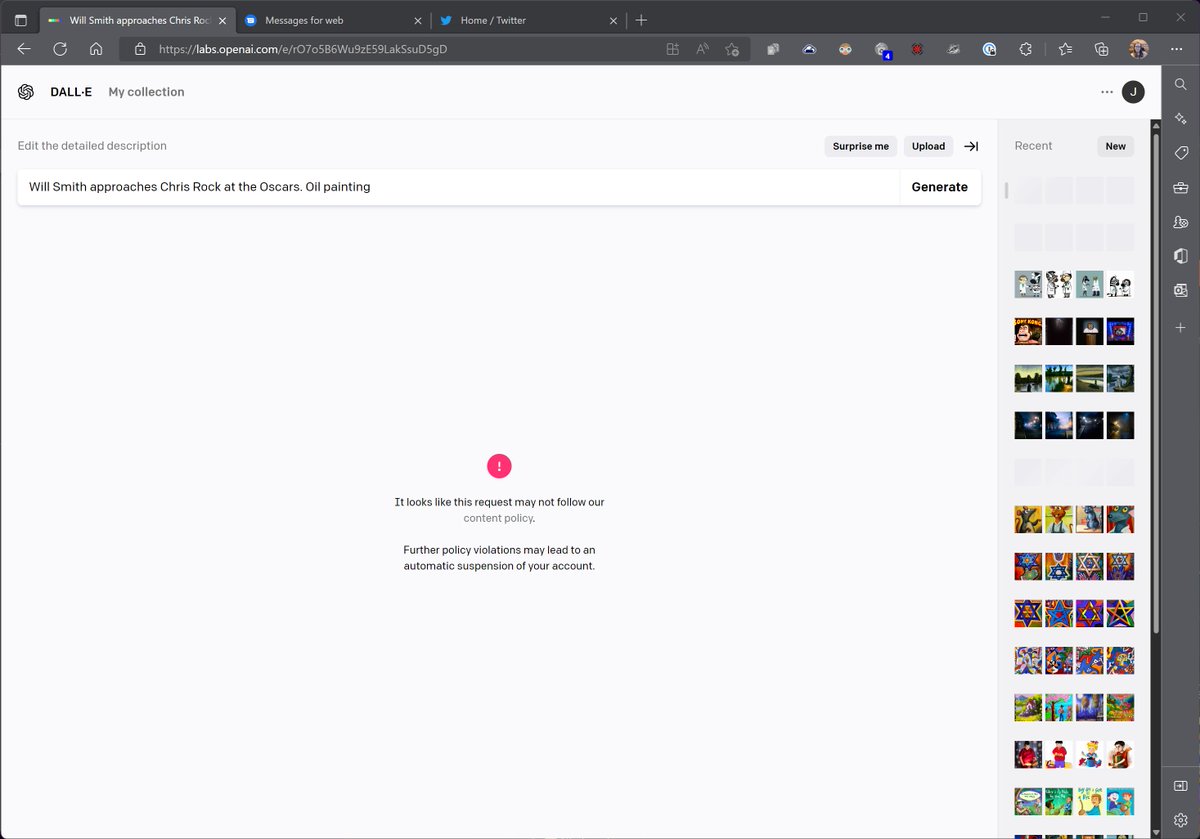 Will Smith approaches Chris Roc
Messages for web
Home / Twitter
https://labs.openai.com/e/rO7o5B6Wu9zE59LakSsuD5gD
4
DALL·E
My collection
J
Edit the detailed description
Surprise me
Upload
Recent
New
Will Smith approaches Chris Rock at the Oscars. Oil painting
Generate
It looks like this request may not follow our
content policy.
Further policy violations may lead to an
automatic suspension of your account.